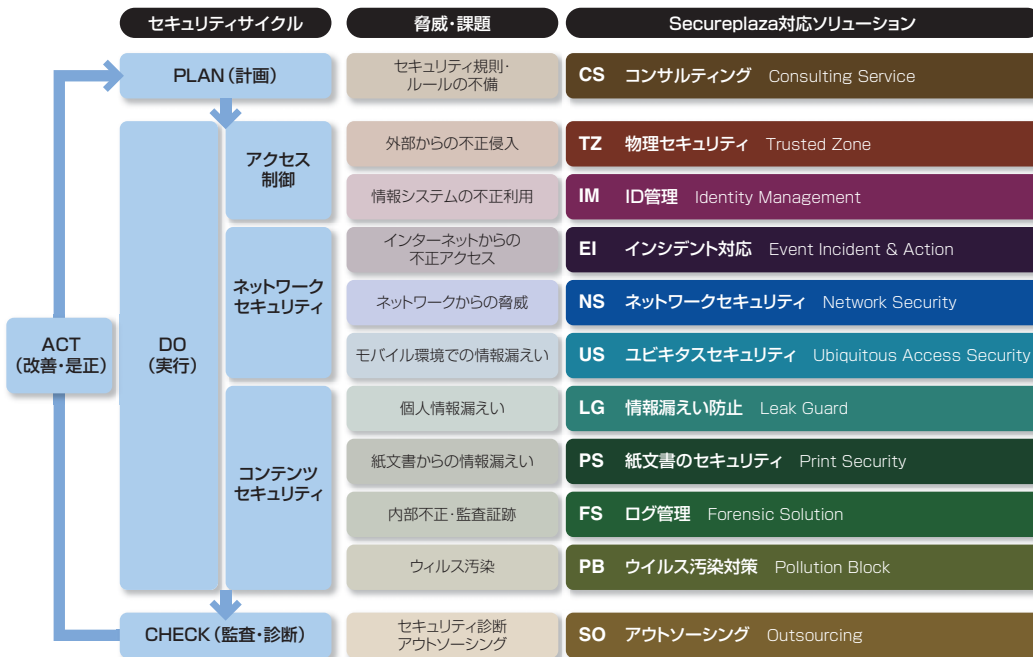 セキュリティサイクル
脅威・課題
Secureplaza対応ソリューション
PLAN（計画）
セキュリティ規則・
ルールの不備
CS コンサルティング Consulting Service
ACT
（改善・是正）
DO
（実行）
アクセス
制御
外部からの不正侵入
TZ 物理セキュリティ Trusted Zone
情報システムの不正利用
IM ID管理 Identity Management
ネットワーク
セキュリティ
インターネットからの
不正アクセス
EI インシデント対応 Event Incident & Action
ネットワークからの脅威
NS ネットワークセキュリティ Network Security
モバイル環境での情報漏えい
US ユビキタスセキュリティ Ubiquitous Access Security
コンテンツ
セキュリティ
個人情報漏えい
LG 情報漏えい防止 Leak Guard
紙文書からの情報漏えい
PS 紙文書のセキュリティ Print Security
内部不正・監査証跡
FS ログ管理 Forensic Solution
ウィルス汚染
PB ウイルス汚染対策 Pollution Block
CHECK（監査・診断）
セキュリティ診断
アウトソーシング
SO アウトソーシング Outsourcing